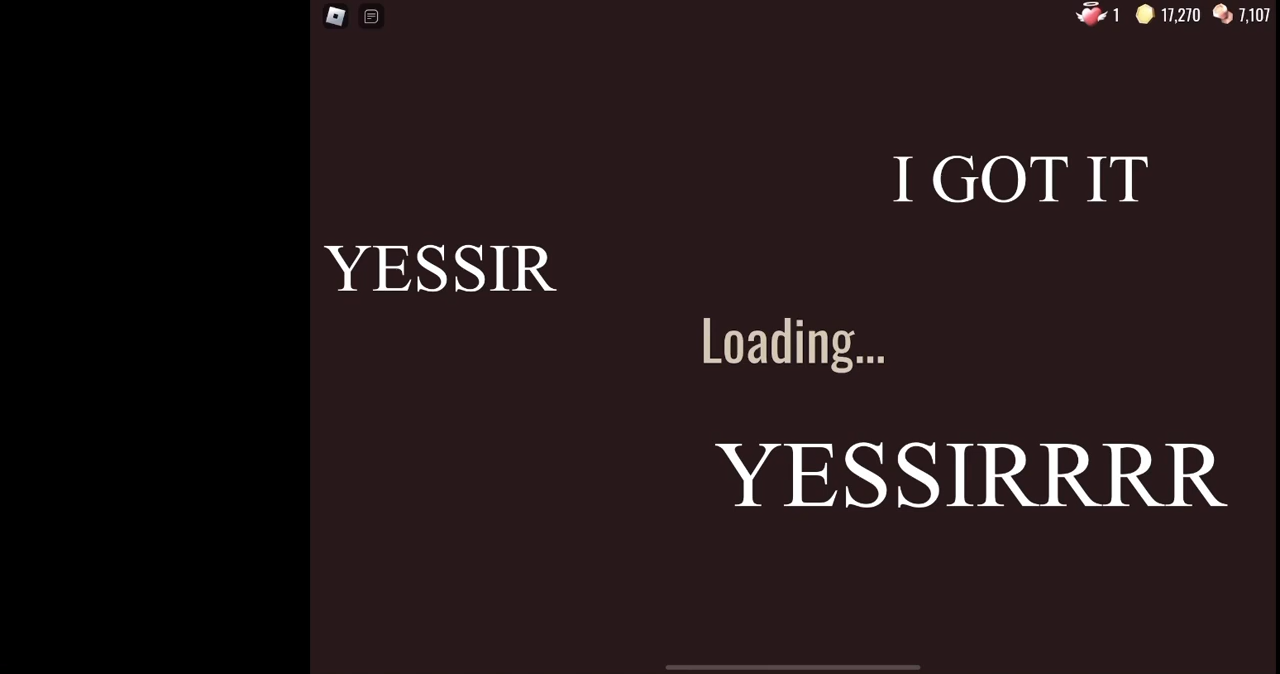 1 17,270 7,107
I GOT IT
YESSIR
Loading...
YESSIRRRR